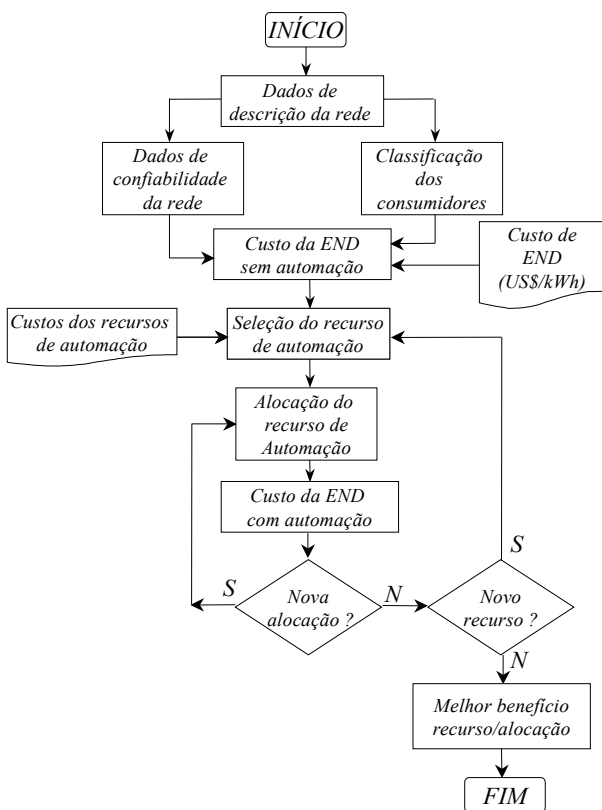 INÍCIO
Dados de
descrição da rede
Dados de
confiabilidade
da rede
Classificação
dos
consumidores
Custo da END
sem automação
Custo de
END
(US$/kWh)
Custos dos recursos
de automação
Seleção do recurso
de automação
Alocação do
recurso de
Automação
Custo da END
com automação
S
Nova
alocação ?
N
Novo
recurso ?
S
N
Melhor benefício
recurso/alocação
FIM